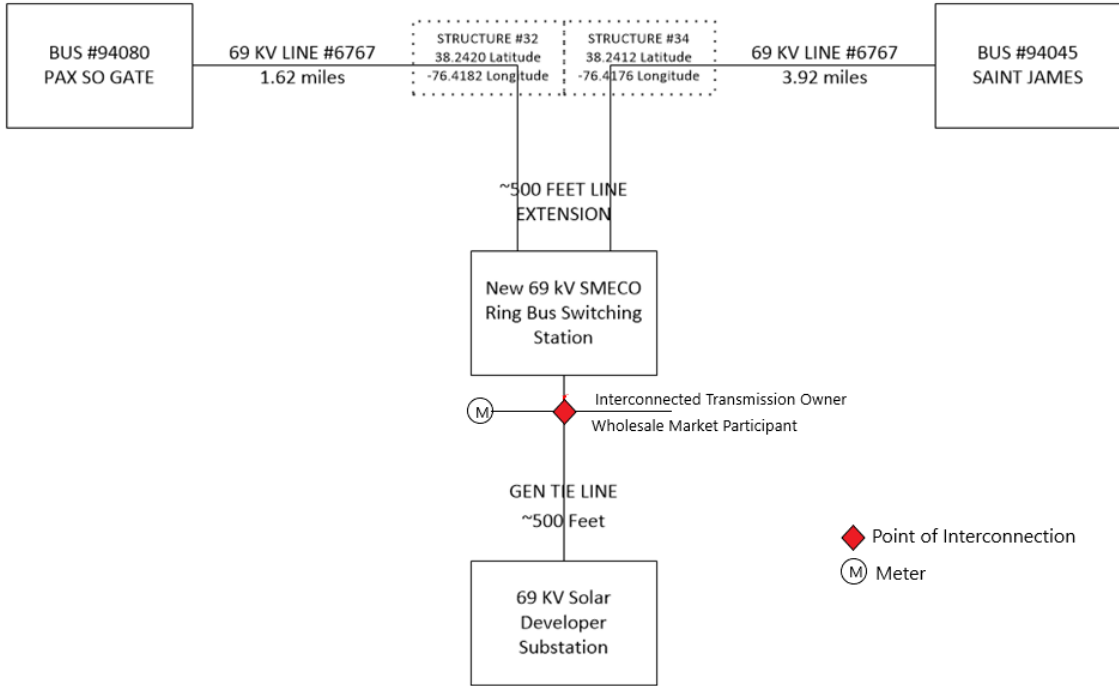 BUS #94080
PAX SO GATE
69 KV LINE #6767
1.62 miles
STRUCTURE #32
38.2420 Latitude
-76.4182 Longitude
STRUCTURE #34
38.2412 Latitude
-76.4176 Longitude
69 KV LINE #6767
3.92 miles
BUS #94045
SAINT JAMES
~500 FEET LINE
EXTENSION
New 69 kV SMECO
Ring Bus Switching
Station
M
Interconnected Transmission Owner
Wholesale Market Participant
GEN TIE LINE
~500 Feet
69 KV Solar
Developer
Substation
Point of Interconnection
M Meter